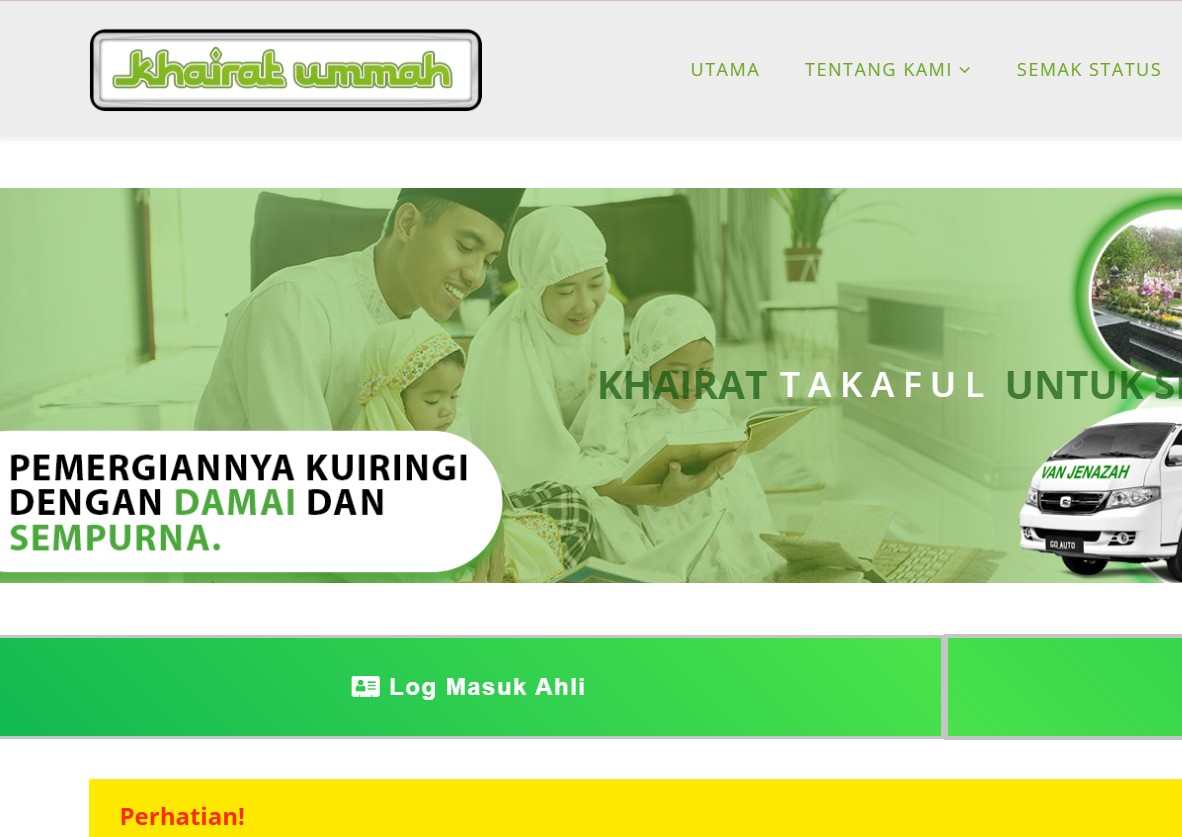 khairat ummah
UTAMA
TENTANG KAMI
SEMAK STATUS
KHAIRAT TAKAFUL UNTUK
PEMERGIANNYA KUIRINGI
DENGAN DAMAI DAN
SEMPURNA.
VAN JENAZAH
GO AUTO
Log Masuk Ahli
Perhatian!